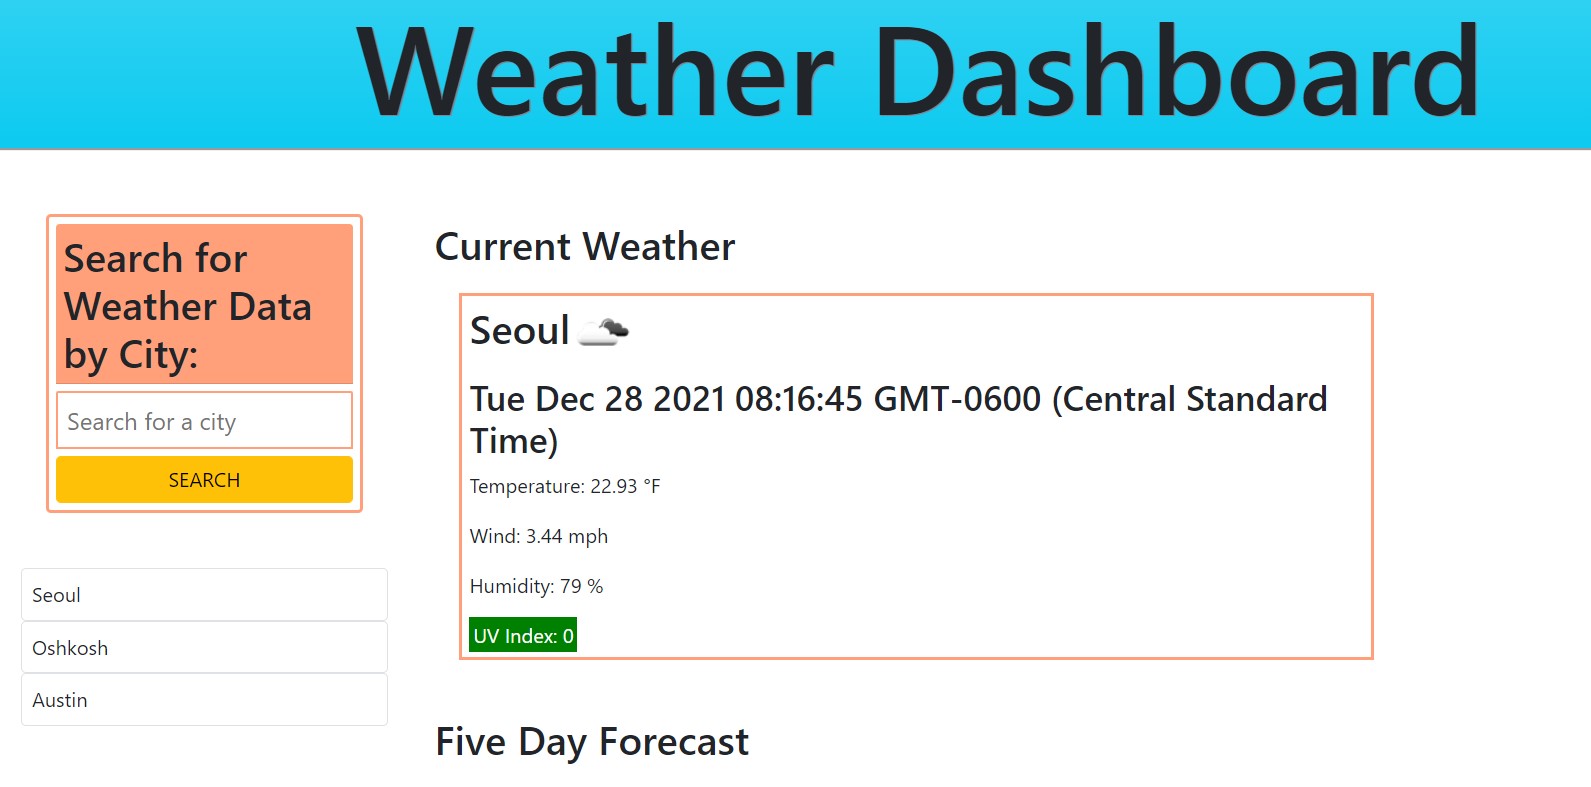 Weather Dashboard
Search for
Weather Data
by City:
Search for a city
SEARCH
Seoul
Oshkosh
Austin
Current Weather
Seoul
Tue Dec 28 2021 08:16:45 GMT-0600 (Central Standard
Time)
Temperature: 22.93 °F
Wind: 3.44 mph
Humidity: 79 %
UV Index: 0
Five Day Forecast